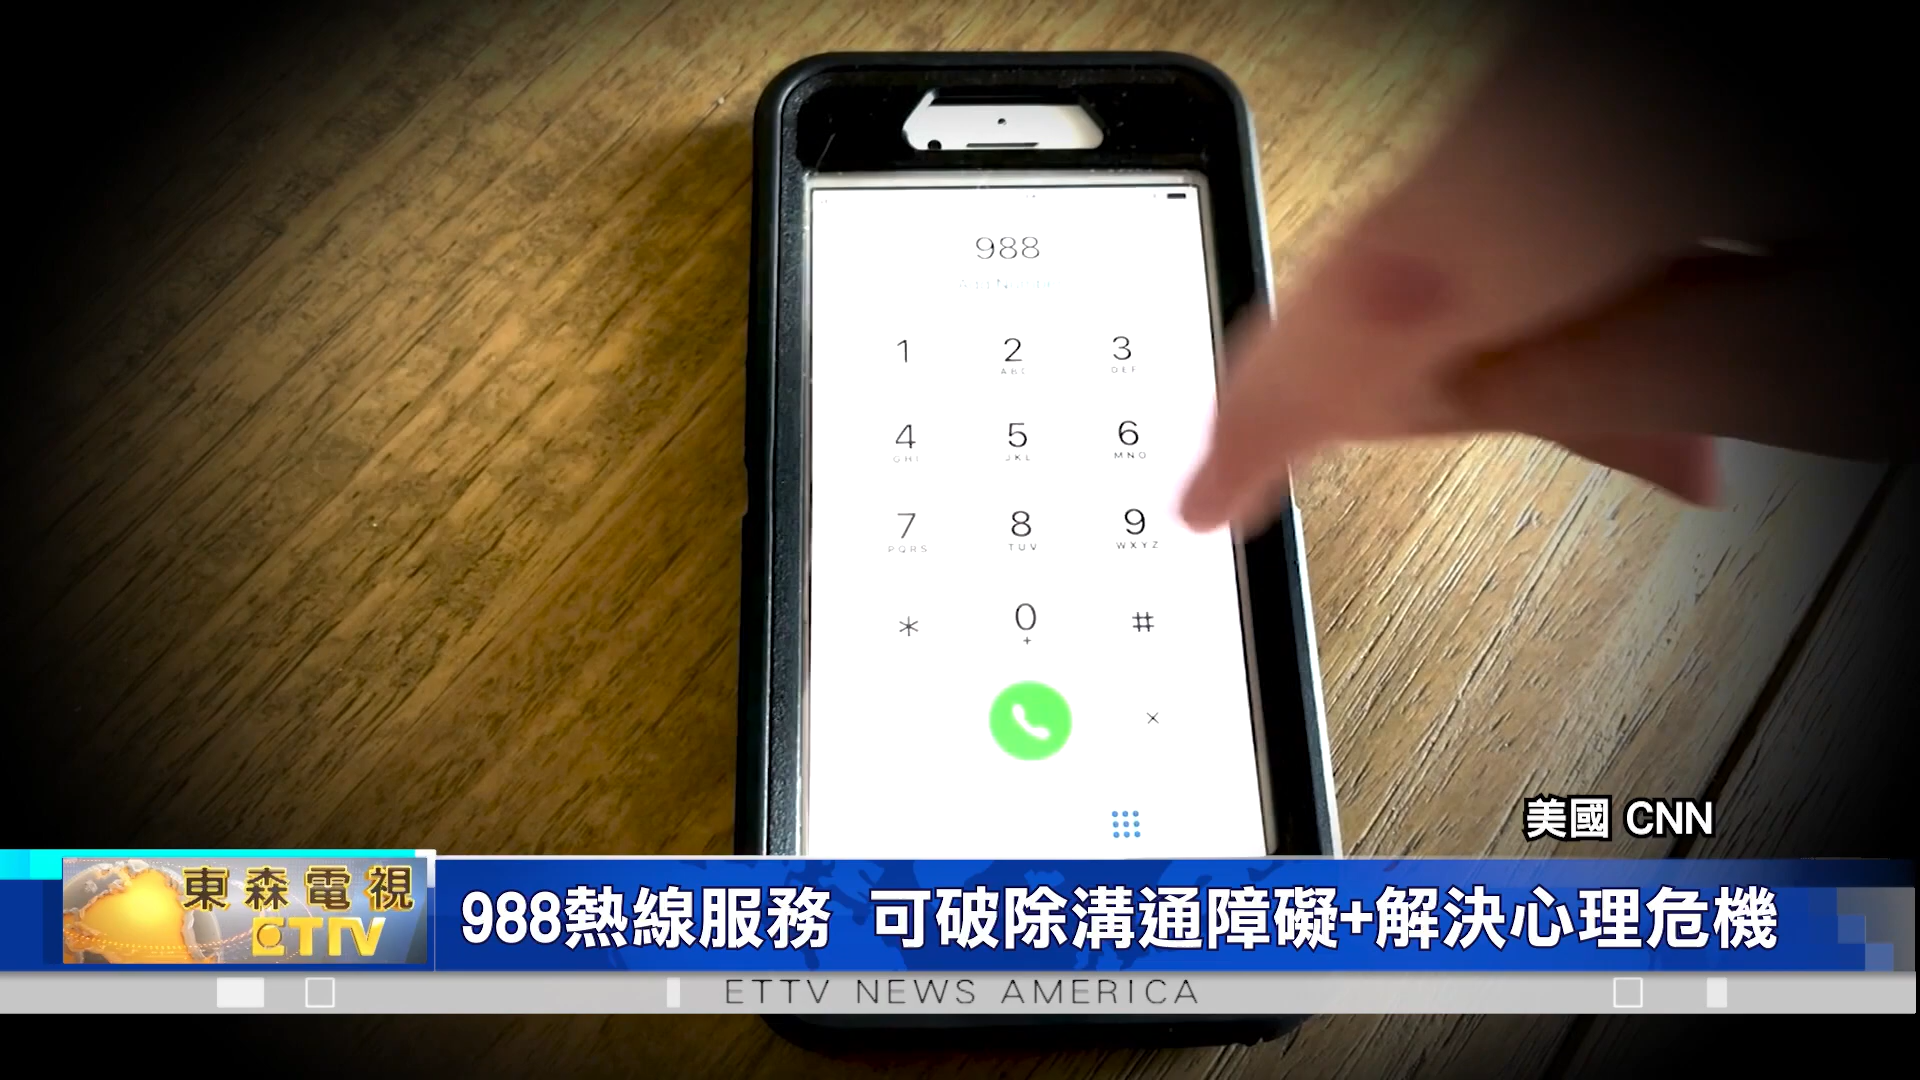 988
1
2
ABC
3
DEF
4
GHI
5
JKL
6
MNO
7
PQRS
8
TUV
9
WXYZ
*
0
+
#
×
美國 CNN
東森電視
ETTV
988熱線服務 可破除溝通障礙+解決心理危機
ETTV NEWS AMERICA